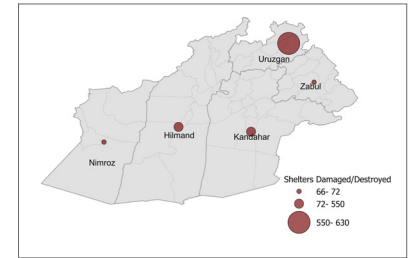 Uruzgan
Zabul
Hilmand
Kandahar
Nimroz
Shelters Damaged/Destroyed
66- 72
72- 550
550- 630